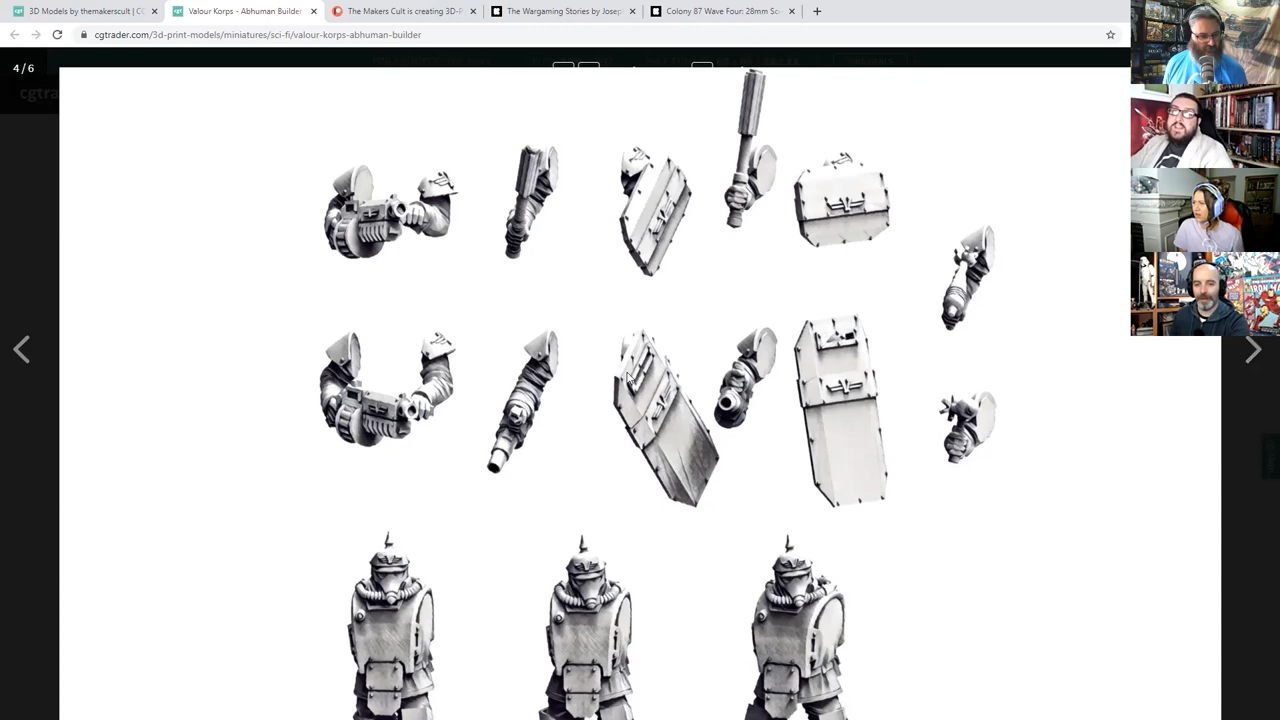 3D Models by themakerscult | CG
Valour Korps - Abhuman Builder
The Makers Cult is creating 3D-P
The Wargaming Stories by Josep
Colony 87 Wave Four: 28mm Sc
cgtrader.com/3d-print-models/miniatures/sci-fi/valour-korps-abhuman-builder
4/6
cgtra